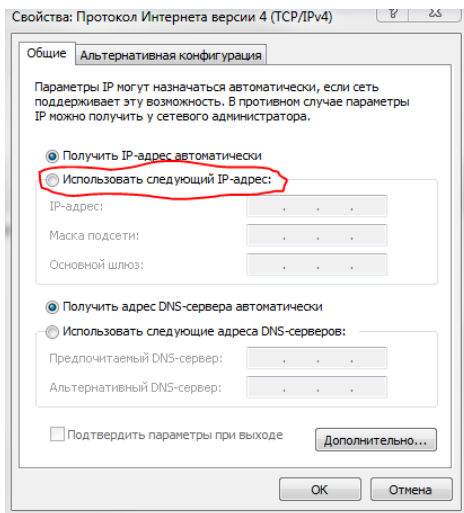 Свойства: Протокол Интернета версии 4 (TCP/IPv4)
Общие
Альтернативная конфигурация
Параметры IP могут назначаться автоматически, если сеть
поддерживает эту возможность. В противном случае параметры
IP можно получить у сетевого администратора.
Получить IP-адрес автоматически
Использовать следующий IP-адрес:
IP-адрес:
Маска подсети:
Основной шлюз:
Получить адрес DNS-сервера автоматически
Использовать следующие адреса DNS-серверов:
Предпочитаемый DNS-сервер:
Альтернативный DNS-сервер:
Подтвердить параметры при выходе
Дополнительно...
ОК
Отмена